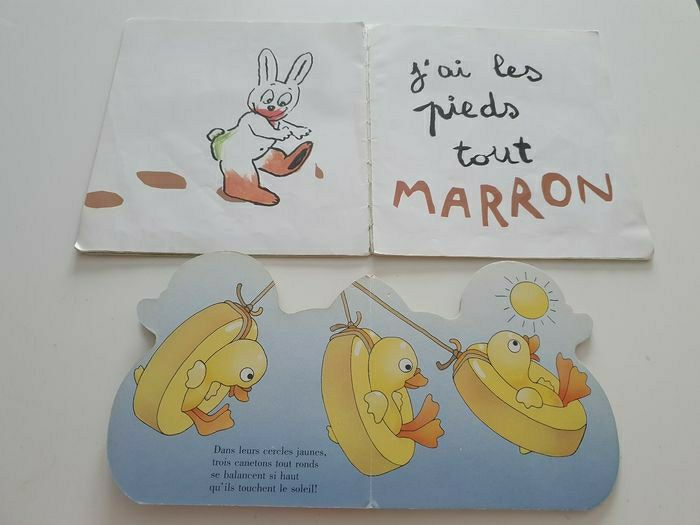 j'ai les
pieds
tout
MARRON
Dans leurs cercles jaunes,
trois canetons tout ronds
se balancent si haut
qu'ils touchent le soleil!